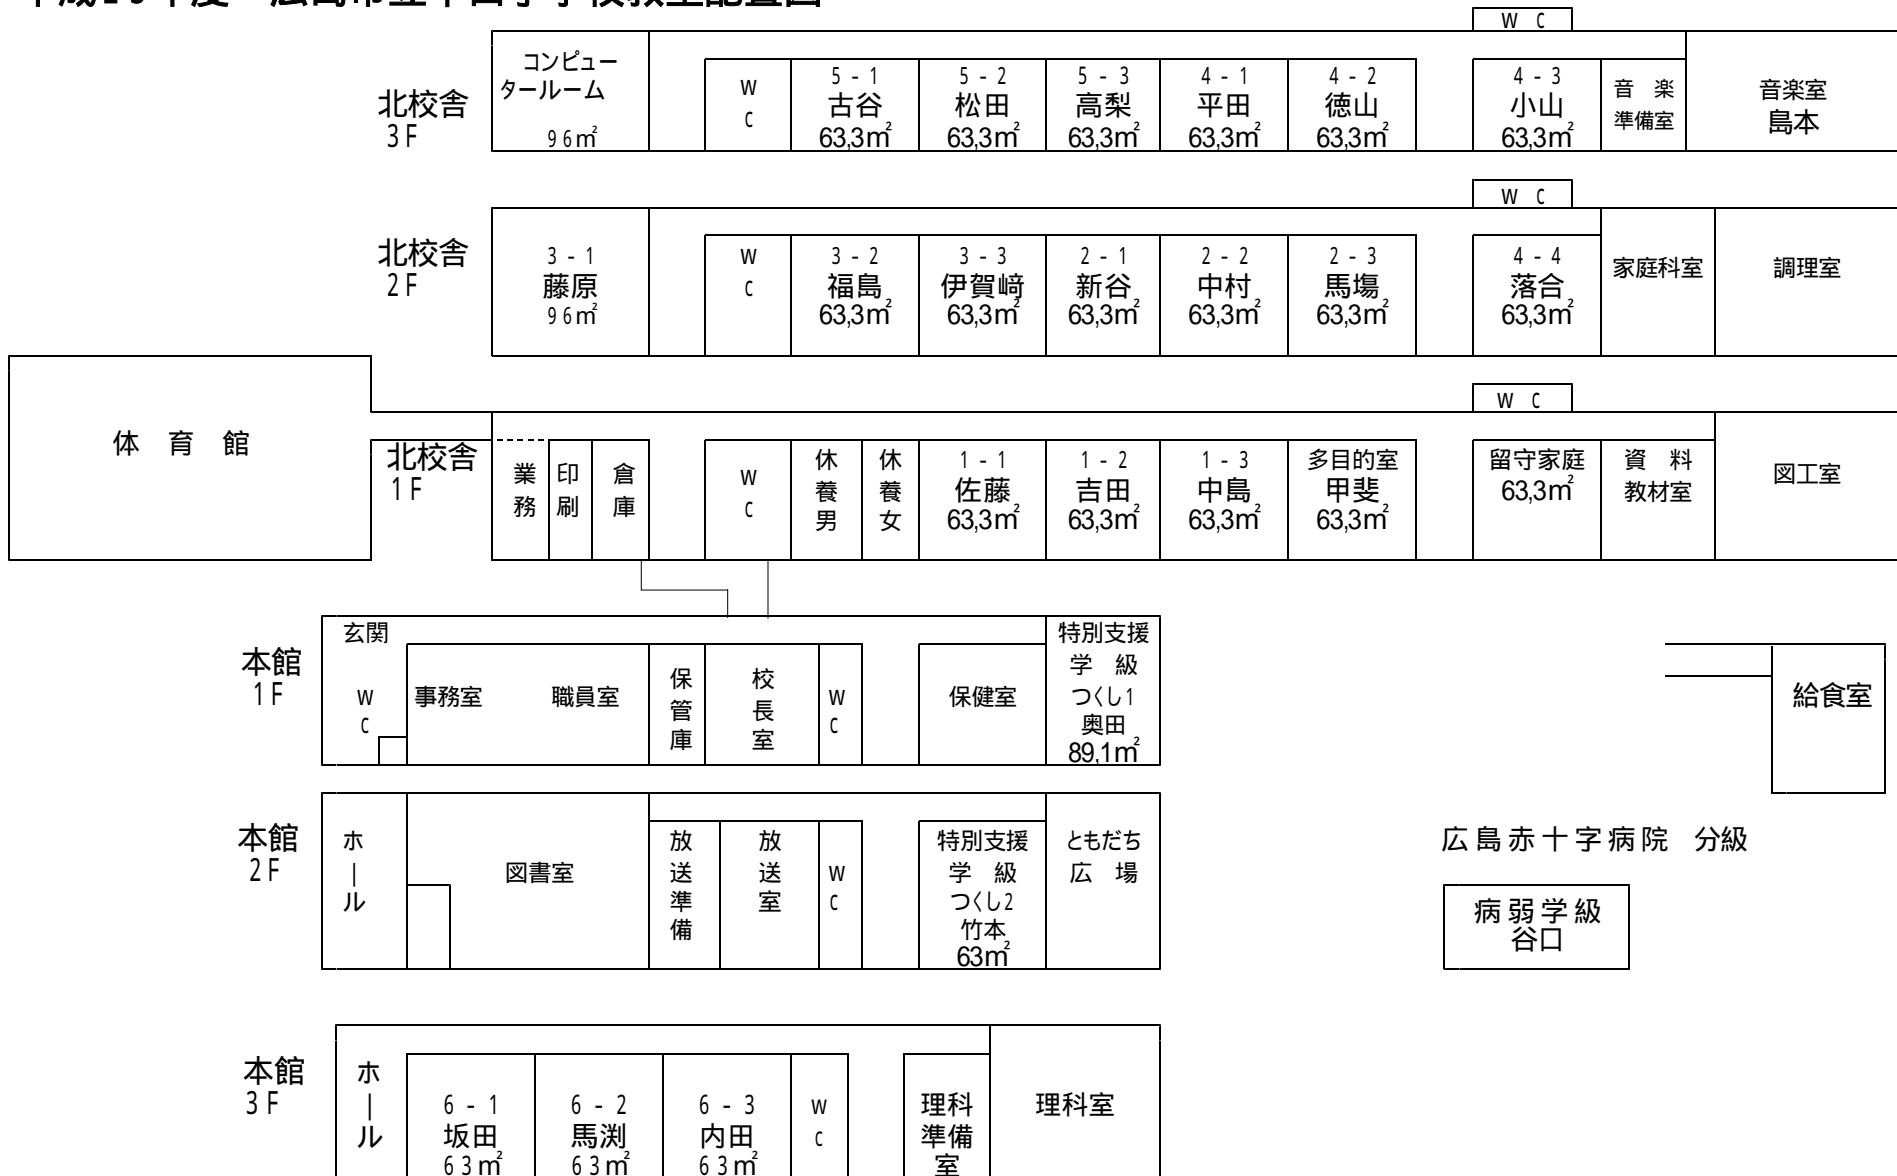 W C
コンピュー
タールーム
96㎡
北校舎
3F
W
C
5 - 1
古谷
63,3㎡
5 - 2
松田
63,3㎡
5 - 3
高梨
63,3㎡
4 - 1
平田
63,3㎡
4 - 2
徳山
63,3㎡
4 - 3
小山
63,3㎡
音 楽
準備室
音楽室
島本
W C
北校舎
2F
3 - 1
藤原
96㎡
W
C
3 - 2
福島
63,3㎡
3 - 3
伊賀﨑
63,3㎡
2 - 1
新谷
63,3㎡
2 - 2
中村
63,3㎡
2 - 3
馬場
63,3㎡
4 - 4
落合
63,3㎡
家庭科室
調理室
W C
体 育 館
北校舎
1F
業
務
印
刷
倉
庫
W
C
休
養
男
休
養
女
1 - 1
佐藤
63,3㎡
1 - 2
吉田
63,3㎡
1 - 3
中島
63,3㎡
多目的室
甲斐
63,3㎡
留守家庭
63,3㎡
資 料
教材室
図工室
本館
1F
玄関
W
C
事務室
職員室
保
管
庫
校
長
室
W
C
保健室
特別支援
学 級
つくし1
奥田
89,1㎡
給食室
本館
2F
ホ
ー
ル
図書室
放
送
準
備
放
送
室
W
C
特別支援
学 級
つくし2
竹本
63㎡
ともだち
広 場
広島赤十字病院 分級
病弱学級
谷口
本館
3F
ホ
ー
ル
6 - 1
坂田
63㎡
6 - 2
馬渕
63㎡
6 - 3
内田
63㎡
W
C
理科
準備
室
理科室